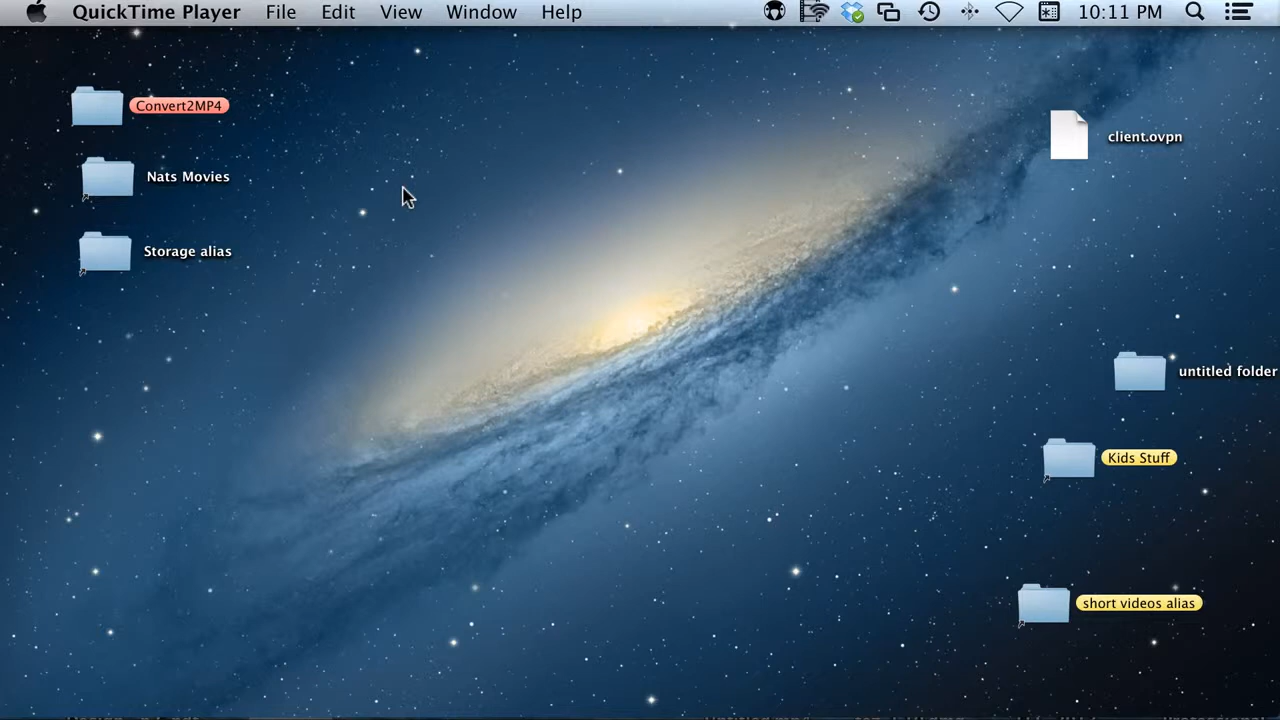 QuickTime Player File Edit View Window Help 10:11 PM
Convert2MP4
client.ovpn
Nats Movies
Storage alias
untitled folder
Kids Stuff
short videos alias